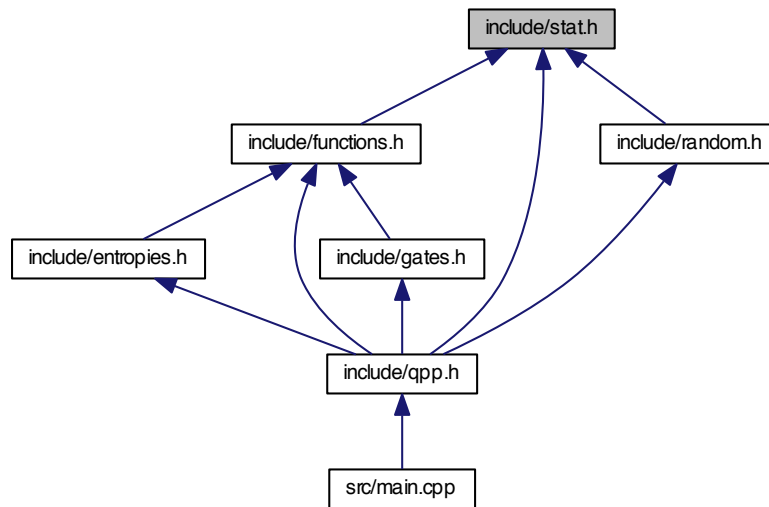 include/stat.h
include/functions.h
include/random.h
include/entropies.h
include/gates.h
include/qpp.h
src/main.cpp